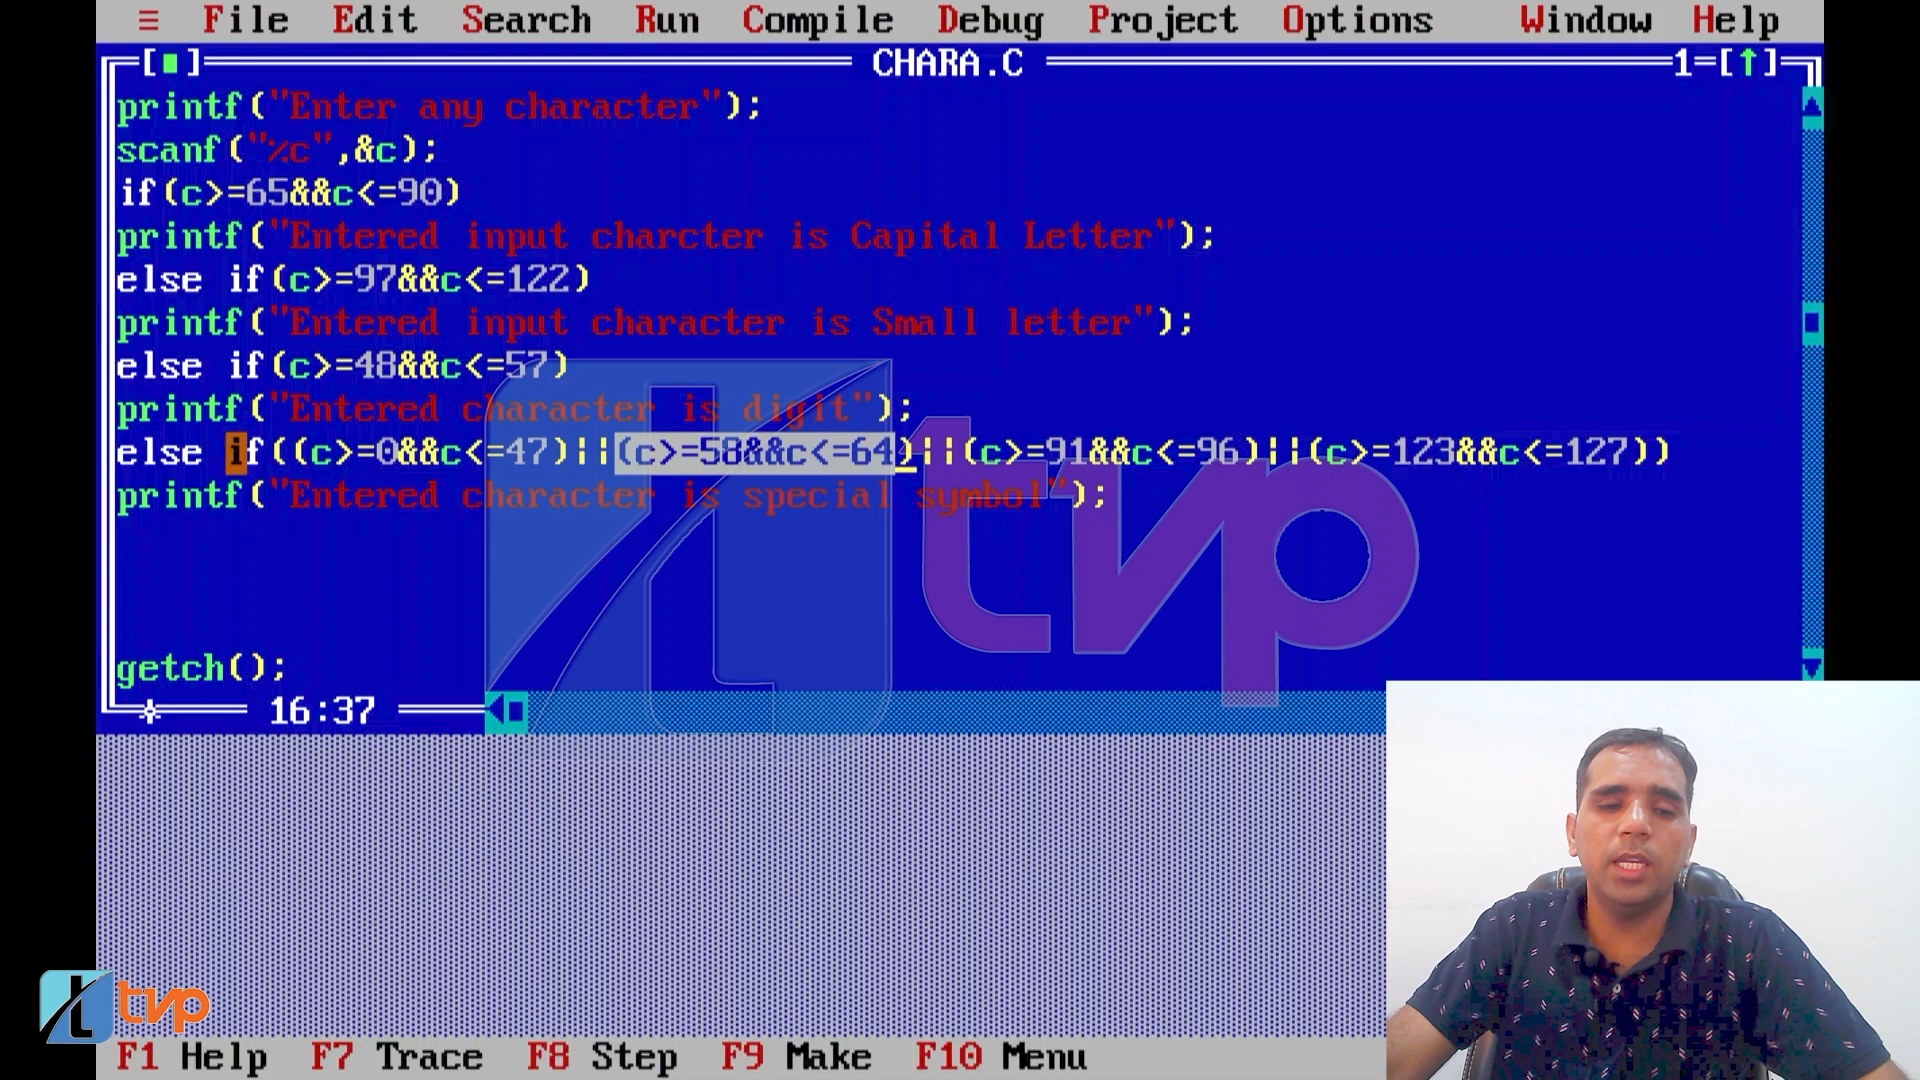 ≡ File Edit Search Run Compile Debug Project Options Window Help
[■] CHARA.C 1=[↑]
printf("Enter any character");
scanf("%c",&c);
if(c>=65&&c<=90)
printf("Entered input charcter is Capital Letter");
else if(c>=97&&c<=122)
printf("Entered input character is Small letter");
else if(c>=48&&c<=57)
printf("Entered character is digit");
else if((c>=0&&c<=47)||(c>=58&&c<=64)||(c>=91&&c<=96)||(c>=123&&c<=127))
printf("Entered character is special symbol");
getch();
16:37
tvp
tvp
F1 Help F7 Trace F8 Step F9 Make F10 Menu